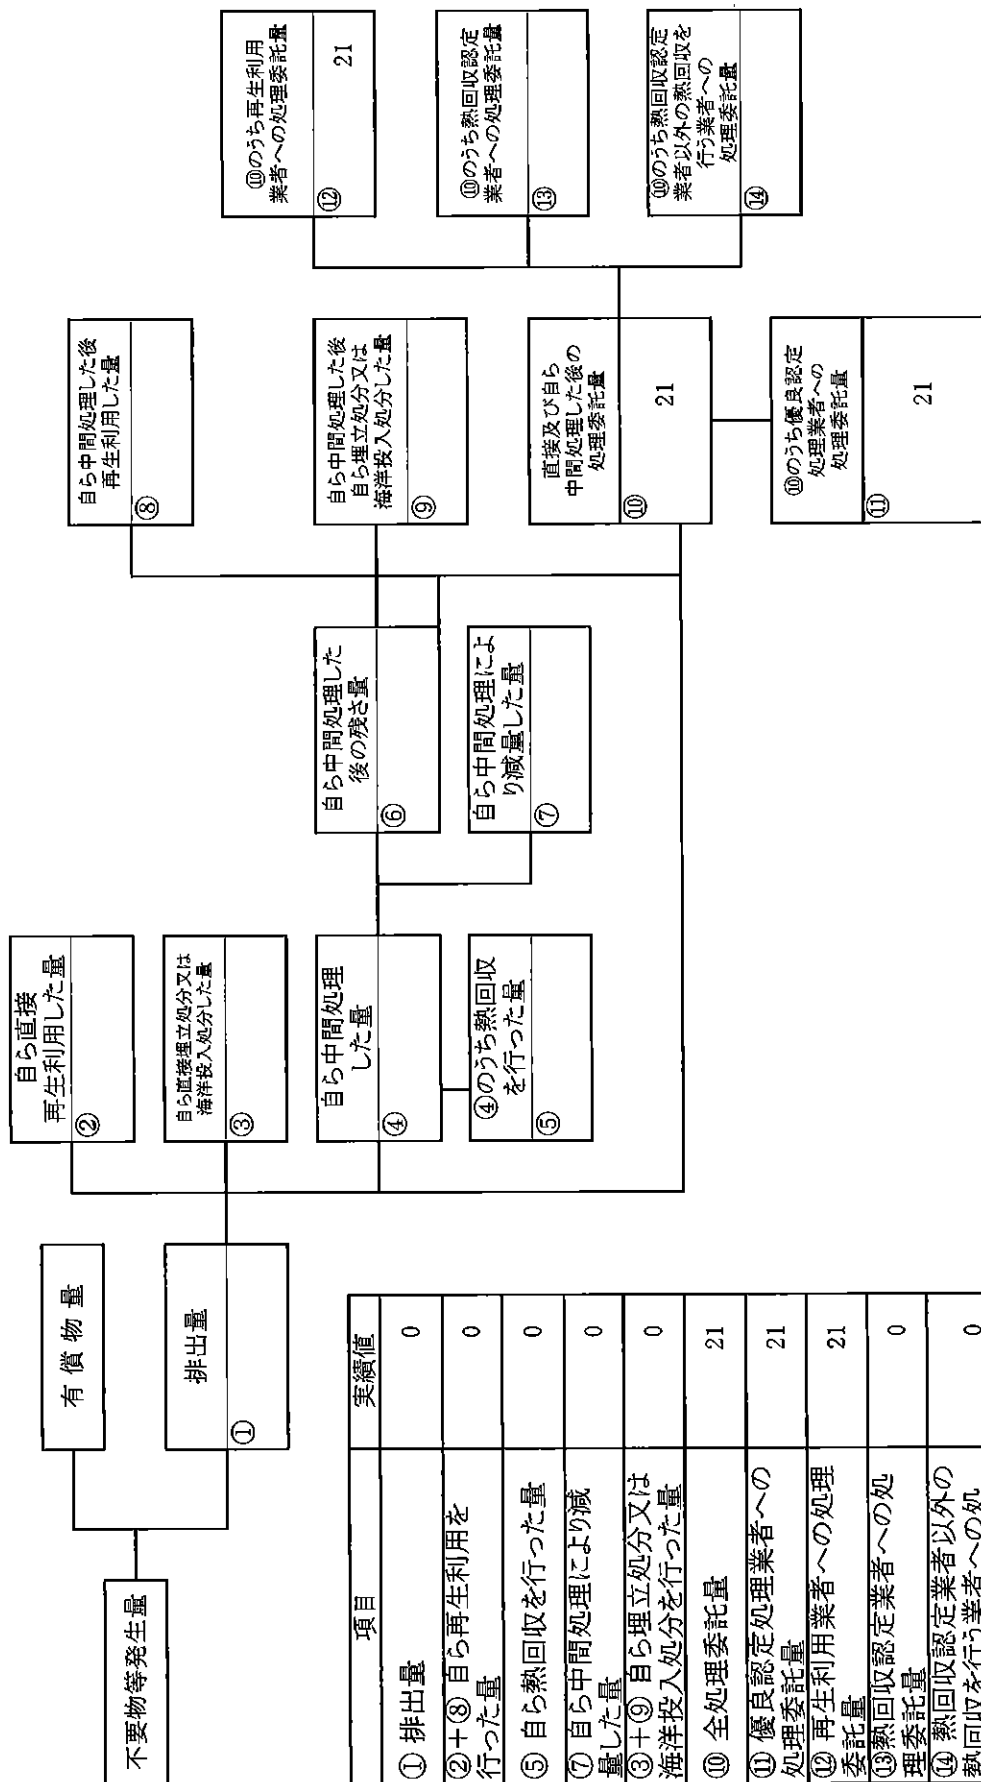 不要物等発生量
有償物量
排出量
①
自ら直接
再生利用した量
②
自ら直接埋立処分又は
海洋投入処分した量
③
自ら中間処理
した量
④
④のうち熱回収
を行った量
⑤
自ら中間処理した
後の残さ量
⑥
自ら中間処理によ
り減量した量
⑦
自ら中間処理した後
再生利用した量
⑧
自ら中間処理した後
自ら埋立処分又は
海洋投入処分した量
⑨
直接及び自ら
中間処理した後の
処理委託量
⑩
21
⑩のうち優良認定
処理業者への
処理委託量
⑪
21
⑩のうち再生利用
業者への処理委託量
⑫
21
⑩のうち熱回収認定
業者への処理委託量
⑬
⑩のうち熱回収認定
業者以外の熱回収を
行う業者への
処理委託量
⑭
項目 実績値
① 排出量 0
②+⑧ 自ら再生利用を
行った量 0
⑤ 自ら熱回収を行った量 0
⑦ 自ら中間処理により減
量した量 0
③+⑨ 自ら埋立処分又は
海洋投入処分を行った量 0
⑩ 全処理委託量 21
⑪ 優良認定処理業者への
処理委託量 21
⑫ 再生利用業者への処理
委託量 21
⑬熱回収認定業者への処
理委託量 0
⑭ 熱回収認定業者以外の
熱回収を行う業者への処 0